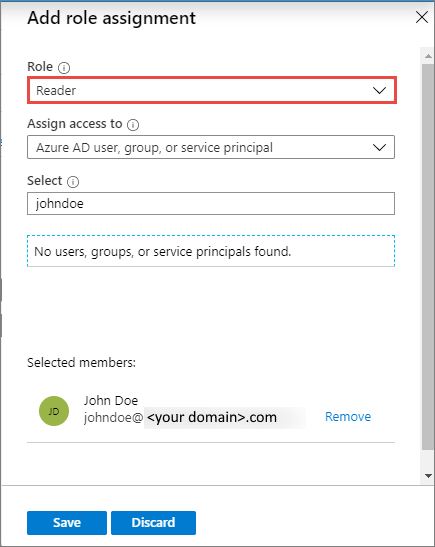 Add role assignment
Role
Reader
Assign access to
Azure AD user, group, or service principal
Select
johndoe
No users, groups, or service principals found.
Selected members:
JD
John Doe
johndoe@ <your domain>.com
Remove
Save
Discard